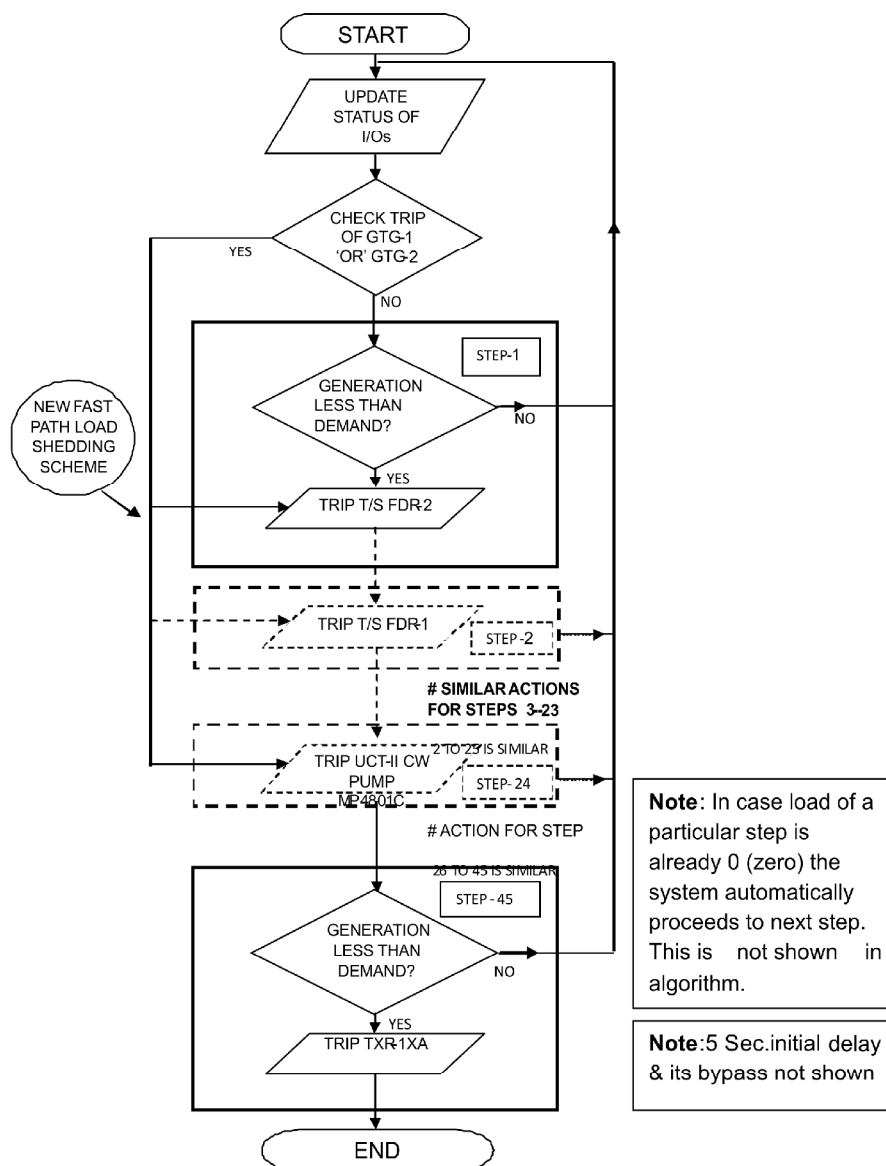 START
UPDATE
STATUS OF
I/Os
CHECK TRIP
OF GTG-1
'OR' GTG-2
YES
NO
STEP-1
GENERATION
LESS THAN
DEMAND?
NO
NEW FAST
PATH LOAD
SHEDDING
SCHEME
YES
TRIP T/S FDR-2
TRIP T/S FDR-1
STEP -2
# SIMILAR ACTIONS
FOR STEPS 3-23
2 TO 23 IS SIMILAR
TRIP UCT-II CW
PUMP
MP4801C
STEP- 24
# ACTION FOR STEP
26 TO 45 IS SIMILAR
STEP - 45
GENERATION
LESS THAN
DEMAND?
NO
YES
TRIP TXR-1XA
END
Note: In case load of a
particular step is
already 0 (zero) the
system automatically
proceeds to next step.
This is not shown in
algorithm.
Note:5 Sec.initial delay
& its bypass not shown